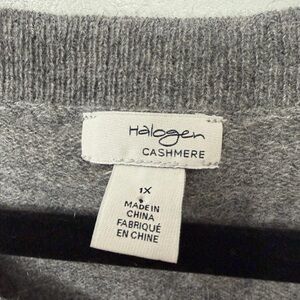 Halogen
CASHMERE
1X
MADE IN
CHINA
FABRIQUÉ
EN CHINE